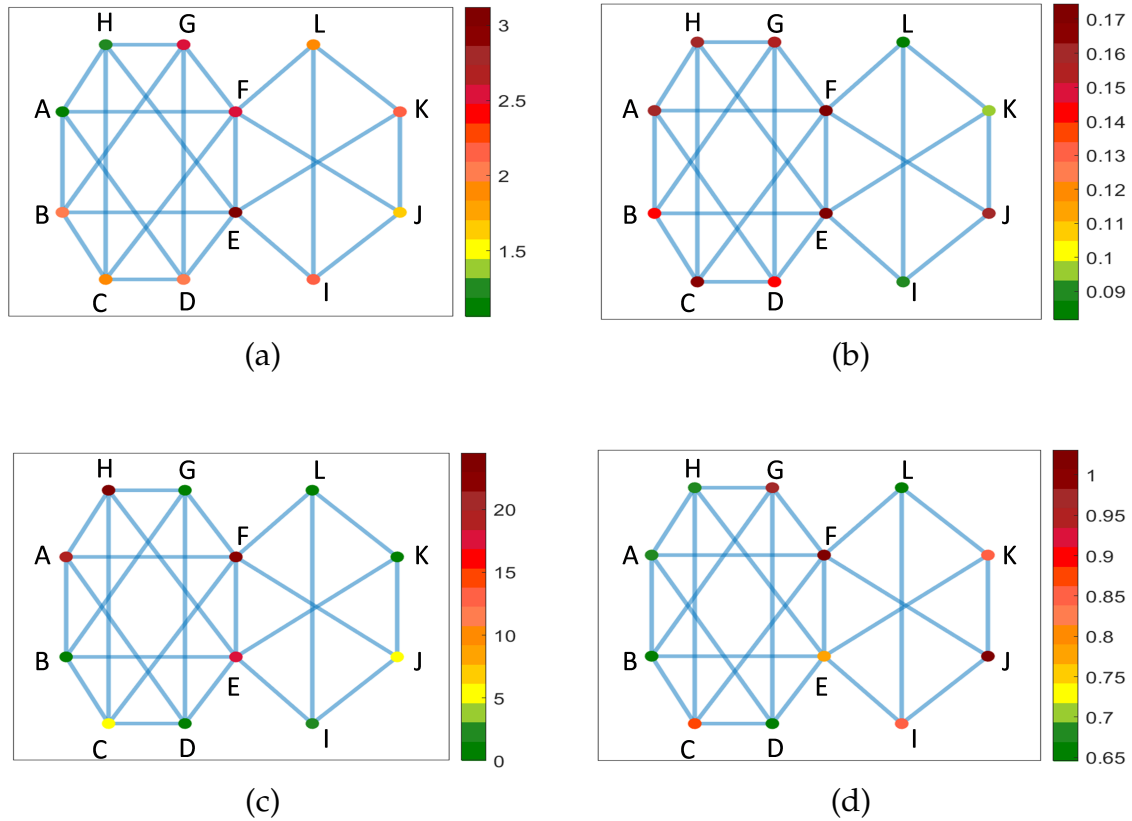 H G L
F
A K
B J
E
C D I
3
2.5
2
1.5
(a)
H G L
F
A K
B J
E
C D I
0.17
0.16
0.15
0.14
0.13
0.12
0.11
0.1
0.09
(b)
H G L
F
A K
B J
E
C D I
20
15
10
5
0
(c)
H G L
F
A K
B J
E
C D I
1
0.95
0.9
0.85
0.8
0.75
0.7
0.65
(d)